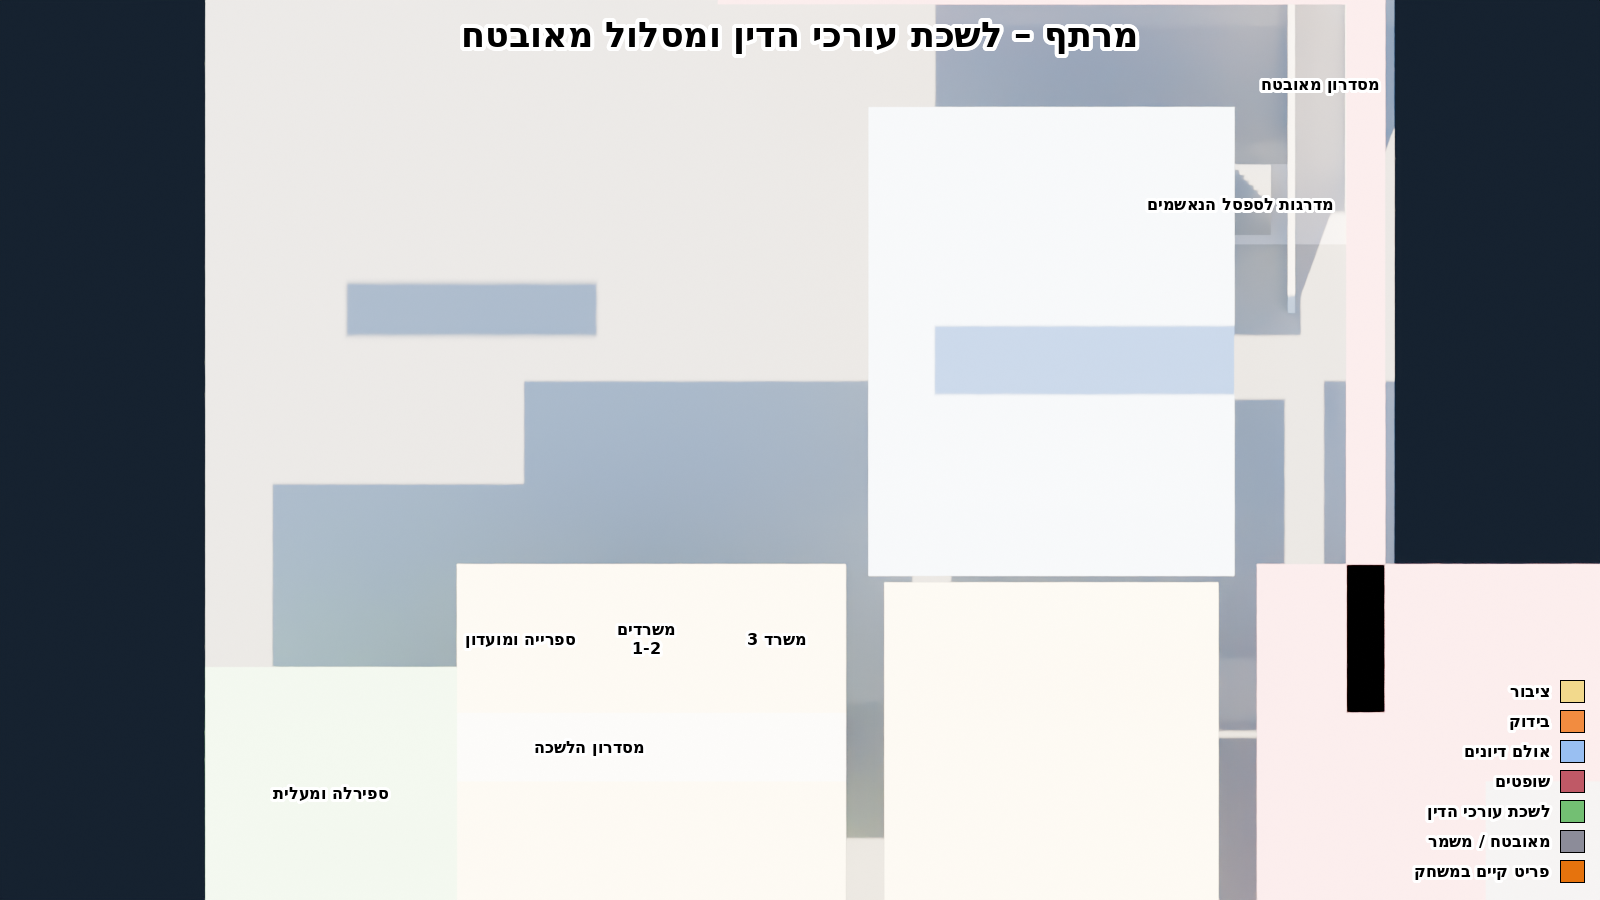 מרתף – לשכת עורכי הדין ומסלול מאובטח
מסדרון מאובטח
מדרגות לספסל הנאשמים
משרד 3
משרדים
1-2
ספרייה ומועדון
מסדרון הלשכה
ספירלה ומעלית
ציבור
בידוק
אולם דיונים
שופטים
לשכת עורכי הדין
מאובטח / משמר
פריט קיים במשחק